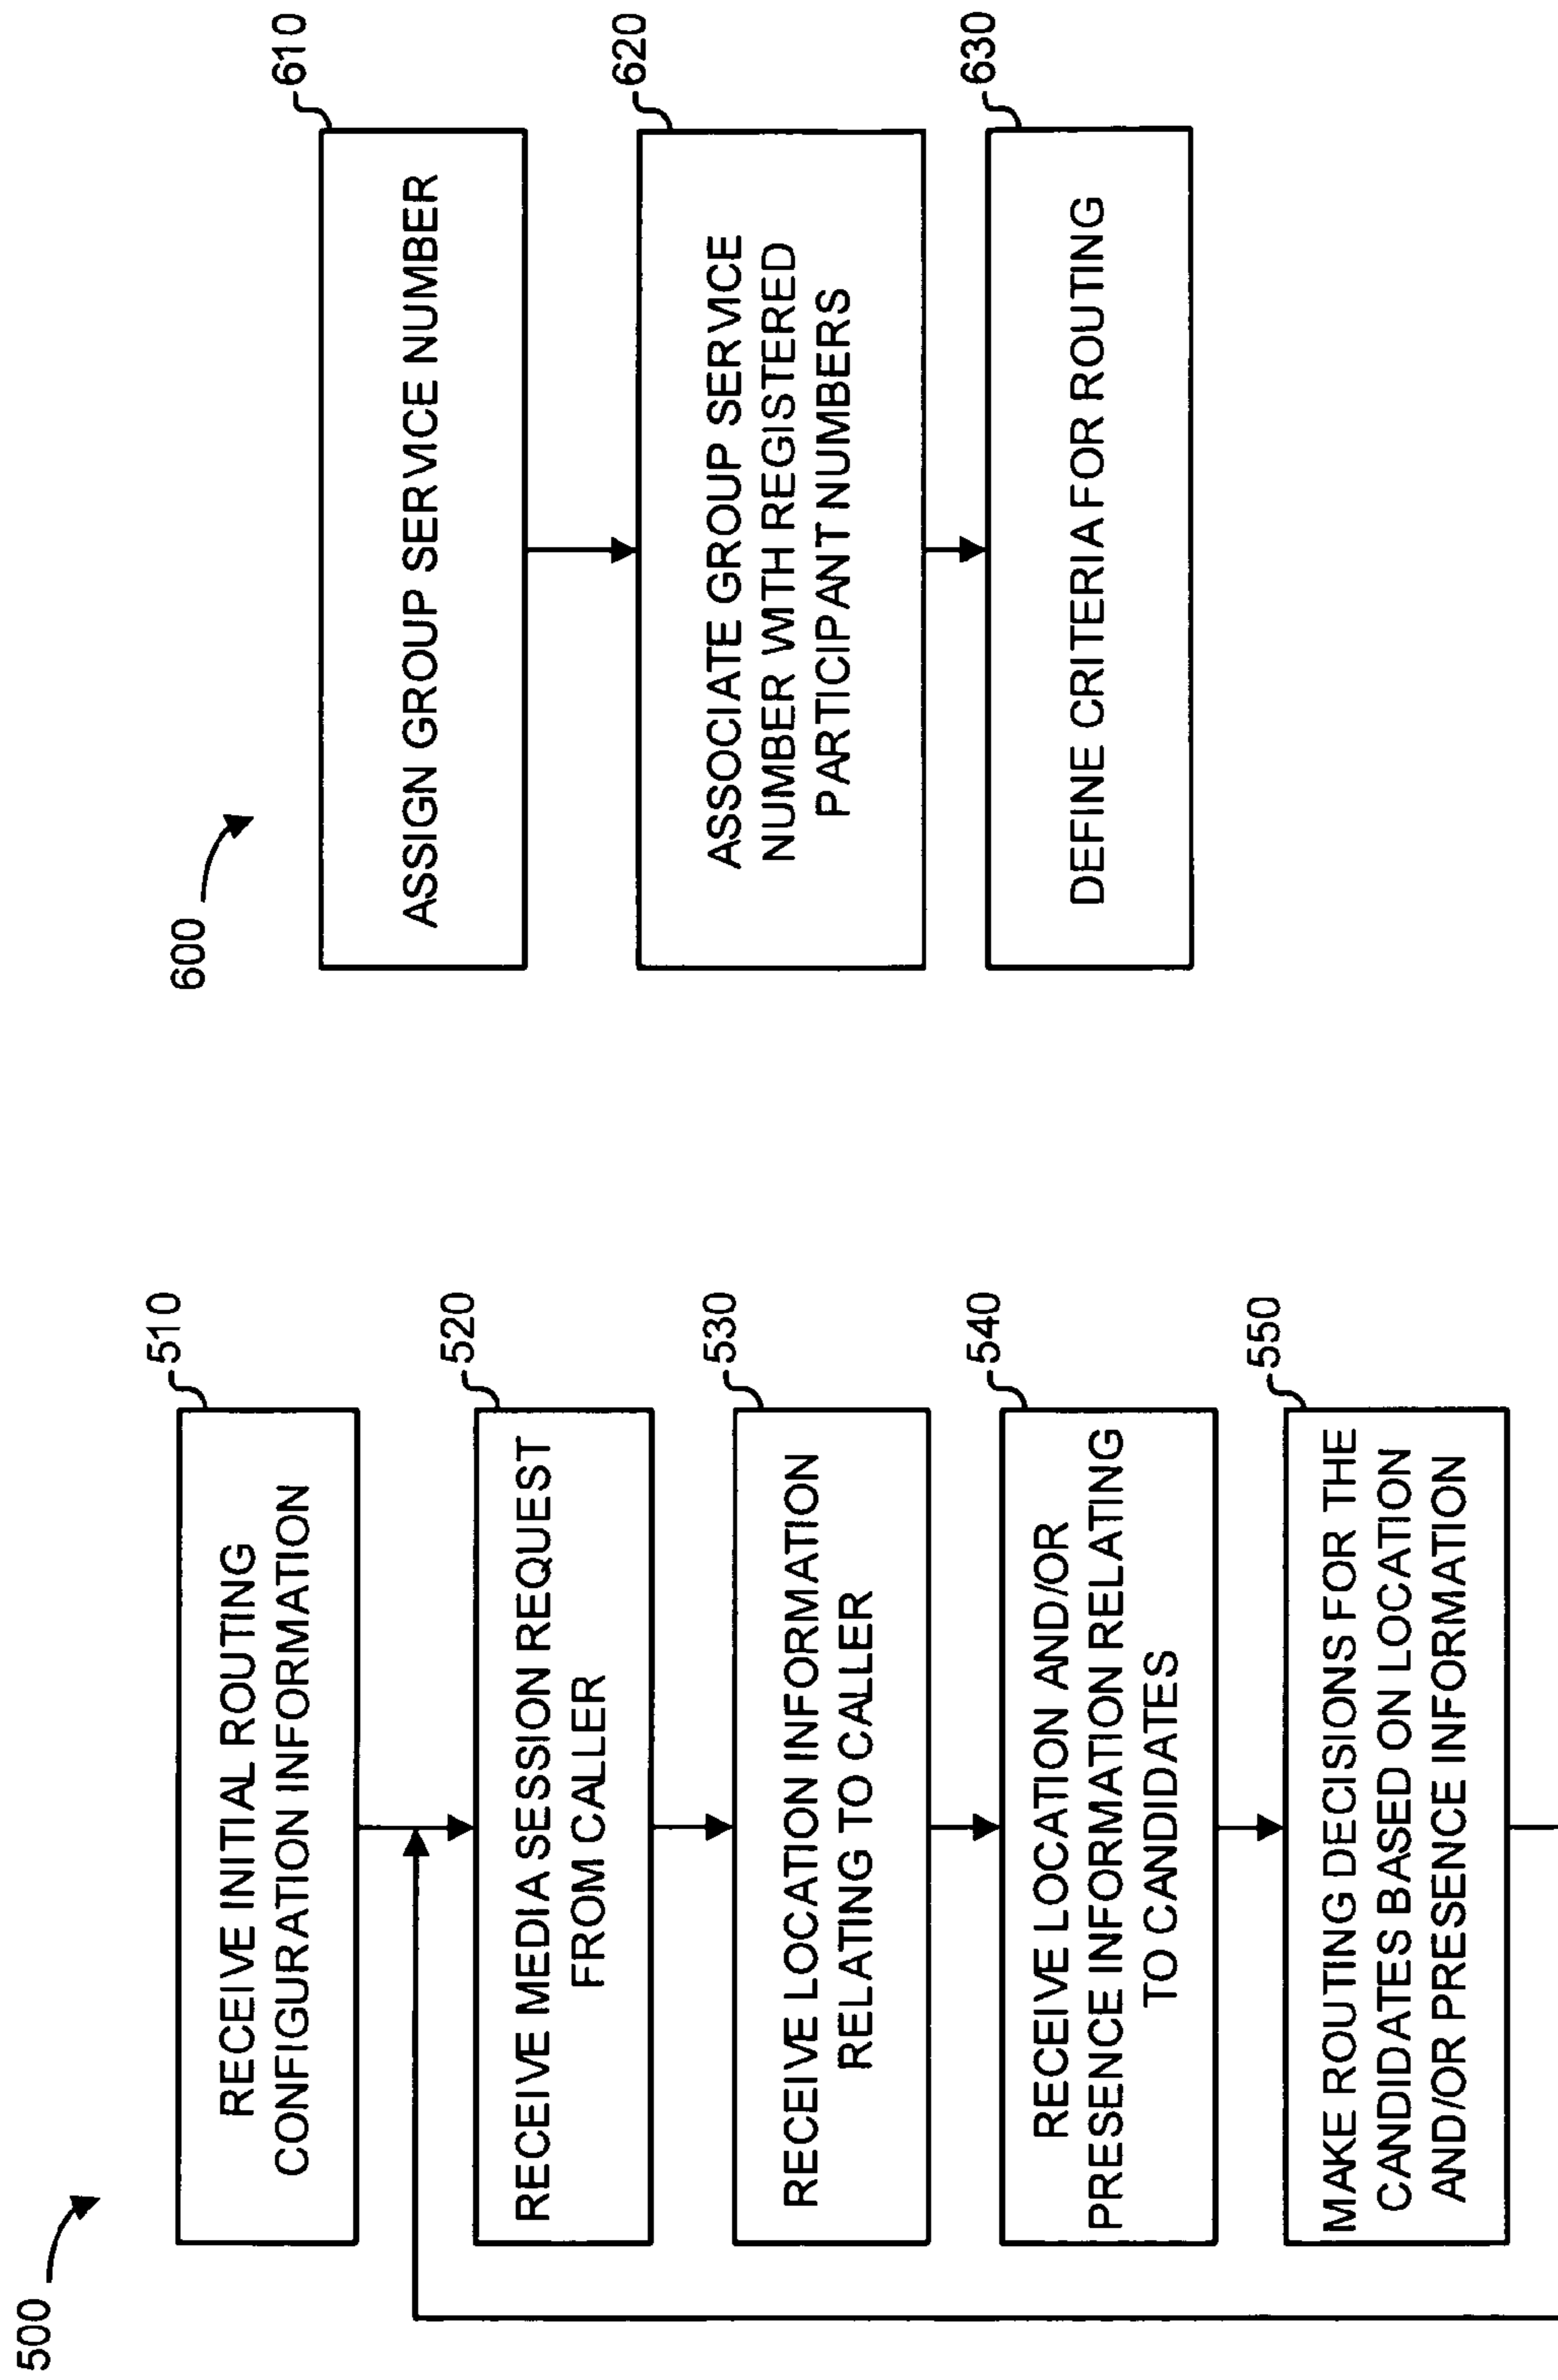 500
RECEIVE INITIAL ROUTING
CONFIGURATION INFORMATION
510
RECEIVE MEDIA SESSION REQUEST
FROM CALLER
520
RECEIVE LOCATION INFORMATION
RELATING TO CALLER
530
RECEIVE LOCATION AND/OR
PRESENCE INFORMATION RELATING
TO CANDIDATES
540
MAKE ROUTING DECISIONS FOR THE
CANDIDATES BASED ON LOCATION
AND/OR PRESENCE INFORMATION
550
600
ASSIGN GROUP SERVICE NUMBER
610
ASSOCIATE GROUP SERVICE
NUMBER WITH REGISTERED
PARTICIPANT NUMBERS
620
DEFINE CRITERIA FOR ROUTING
630